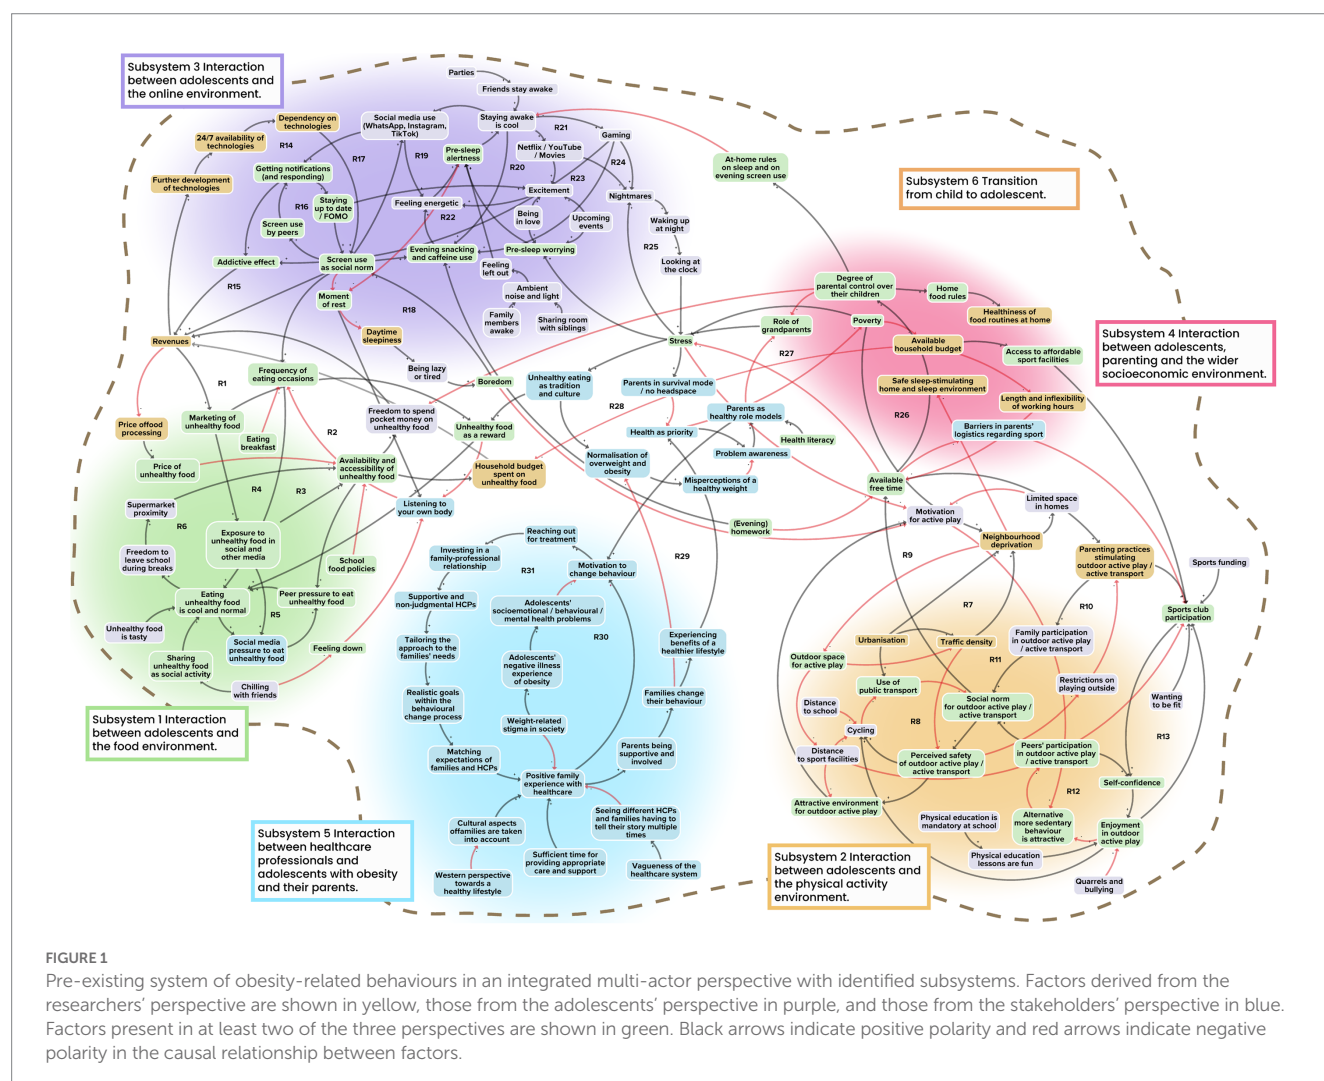 Subsystem 3 Interaction
between adolescents and
the online environment.
Parties
Friends stay awake
Dependency on
technologies
Social media use
(WhatsApp, Instagram,
TikTok)
Staying awake
is cool
R21
Gaming
24/7 availability of
technologies
R14
R17
R19
Pre-sleep
alertness
Netflix / YouTube
/ Movies
R24
At-home rules
on sleep and on
evening screen use
Getting notifications
(and responding)
R20
R23
Further development
of technologies
Excitement
Nightmares
Subsystem 6 Transition
from child to adolescent.
R16
Staying
up to date
/ FOMO
Feeling energetic
R22
Being
in love
Upcoming
events
Waking up
at night
Screen use
by peers
R25
Addictive effect
Screen use
as social norm
Evening snacking
and caffeine use
Pre-sleep worrying
Looking at
the clock
Feeling
left out
R15
Moment
of rest
R18
Ambient
noise and light
Family
members
awake
Sharing room
with siblings
Degree of
parental control over
their children
Home
food rules
Healthiness of
food routines at home
Revenues
Daytime
sleepiness
Stress
Role of
grandparents
Poverty
Available
household budget
Access to affordable
sport facilities
Subsystem 4 Interaction
between adolescents,
parenting and the wider
socioeconomic environment.
R27
R1
Frequency of
eating occasions
Being lazy
or tired
Boredom
Unhealthy eating
as tradition
and culture
Parents in survival mode
/ no headspace
Safe sleep-stimulating
home and sleep environment
Length and inflexibility
of working hours
Price offood
processing
Marketing of
unhealthy food
Eating
breakfast
R2
Freedom to spend
pocket money on
unhealthy food
Unhealthy food
as a reward
R28
Health as priority
Parents as
healthy role models
Health literacy
R26
Barriers in parents'
logistics regarding sport
Problem awareness
Price of
unhealthy food
Availability and
accessibility of
unhealthy food
Household budget
spent on
unhealthy food
Normalisation of
overweight and
obesity
Misperceptions of a
healthy weight
Available
free time
R4
R3
Supermarket
proximity
Listening to
your own body
Limited space
in homes
Motivation
for active play
R6
(Evening)
homework
Exposure to
unhealthy food in
social and
other media
Reaching out
for treatment
Neighbourhood
deprivation
Freedom to
leave school
during breaks
School
food policies
Investing in a
family-professional
relationship
R31
Motivation to
change behaviour
R29
R9
Parenting practices
stimulating
outdoor active play /
active transport
Sports funding
Eating
unhealthy food
is cool and normal
Peer pressure to eat
unhealthy food
Supportive and
non-judgmental HCPs
Adolescents'
socioemotional / behavioural /
mental health problems
R7
R10
Sports club
participation
R5
Unhealthy food
is tasty
Social media
pressure to eat
unhealthy food
Feeling down
Tailoring the
approach to the
families' needs
R30
Experiencing
benefits of a
healthier lifestyle
Urbanisation
Traffic density
Family participation
in outdoor active play
/ active transport
Sharing
unhealthy food
as social activity
Adolescents'
negative illness
experience
of obesity
Outdoor space
for active play
R11
Chilling
with friends
Realistic goals
within the
behavioural
change process
Families change
their behaviour
Use of
public transport
Restrictions on
playing outside
Wanting
to be fit
Distance
to school
Social norm
for outdoor active play /
active transport
Subsystem 1 Interaction
between adolescents and
the food environment.
Weight-related
stigma in society
Cycling
R8
R13
Matching
expectations of
families and HCPs
Parents being
supportive and
involved
Distance
to sport facilities
Perceived safety
of outdoor active play /
active transport
Peers' participation
in outdoor active play
/ active transport
Positive family
experience with
healthcare
Self-confidence
R12
Attractive environment
for outdoor active play
Seeing different HCPs
and families having to
tell their story multiple
times
Physical education is
mandatory at school
Alternative
more sedentary
behaviour
is attractive
Enjoyment
in outdoor
active play
Subsystem 5 Interaction
between healthcare
professionals and
adolescents with obesity
and their parents.
Cultural aspects
offamilies are taken
into account
Sufficient time for
providing appropriate
care and support
Vagueness of the
healthcare system
Physical education
lessons are fun
Western perspective
towards a
healthy lifestyle
Subsystem 2 Interaction
between adolescents and
the physical activity
environment.
Quarrels and
bullying
FIGURE 1
Pre-existing system of obesity-related behaviours in an integrated multi-actor perspective with identified subsystems. Factors derived from the
researchers' perspective are shown in yellow, those from the adolescents' perspective in purple, and those from the stakeholders' perspective in blue.
Factors present in at least two of the three perspectives are shown in green. Black arrows indicate positive polarity and red arrows indicate negative
polarity in the causal relationship between factors.